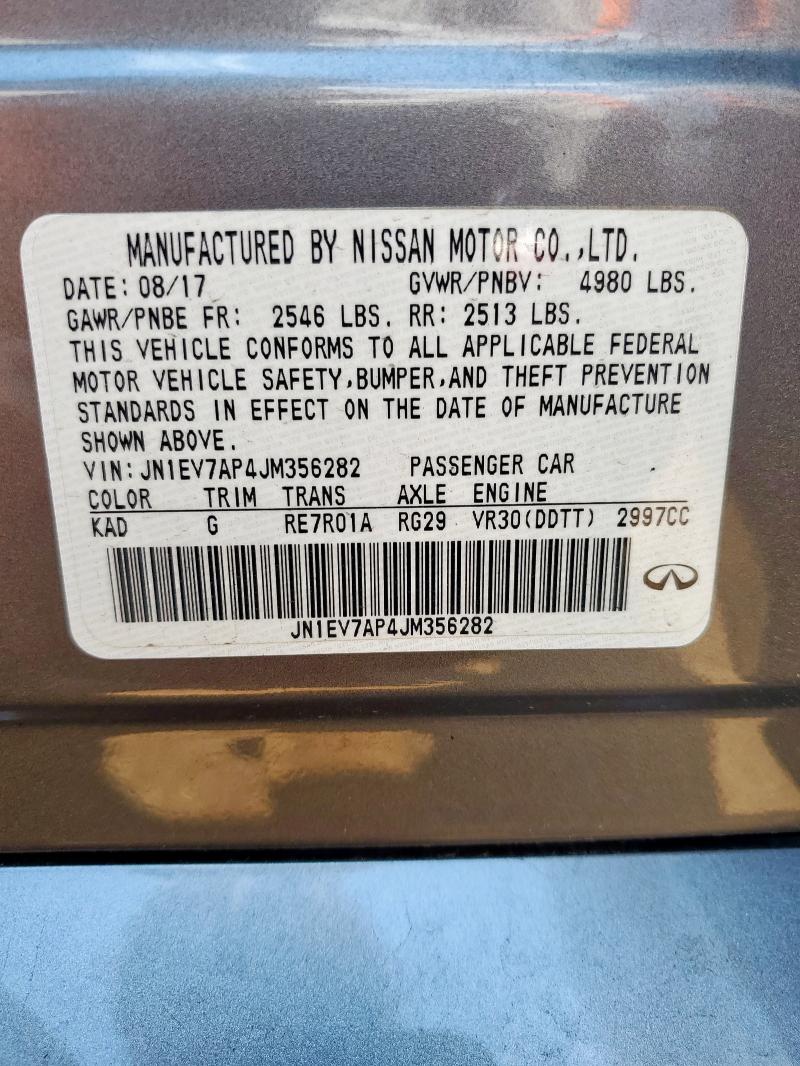 MANUFACTURED BY NISSAN MOTOR CO.,LTD.
DATE: 08/17 GVWR/PNBV: 4980 LBS.
GAWR/PNBE FR: 2546 LBS. RR: 2513 LBS.
THIS VEHICLE CONFORMS TO ALL APPLICABLE FEDERAL
MOTOR VEHICLE SAFETY,BUMPER,AND THEFT PREVENTION
STANDARDS IN EFFECT ON THE DATE OF MANUFACTURE
SHOWN ABOVE.
VIN: JN1EV7AP4JM356282 PASSENGER CAR
COLOR TRIM TRANS AXLE ENGINE
KAD G RE7R01A RG29 VR30(DDTT) 2997CC
JN1EV7AP4JM356282